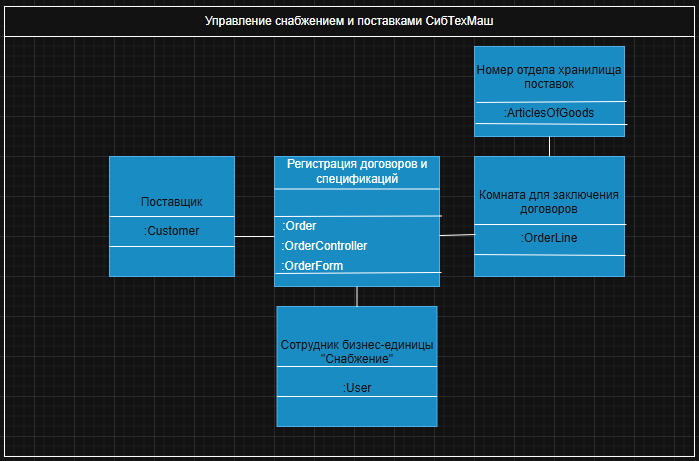 Управление снабжением и поставками СибТехМаш
Номер отдела хранилища
поставок
:ArticlesOfGoods
Поставщик
:Customer
Регистрация договоров и
спецификаций
:Order
:OrderController
:OrderForm
Комната для заключения
договоров
:OrderLine
Сотрудник бизнес-единицы
"Снабжение"
:User